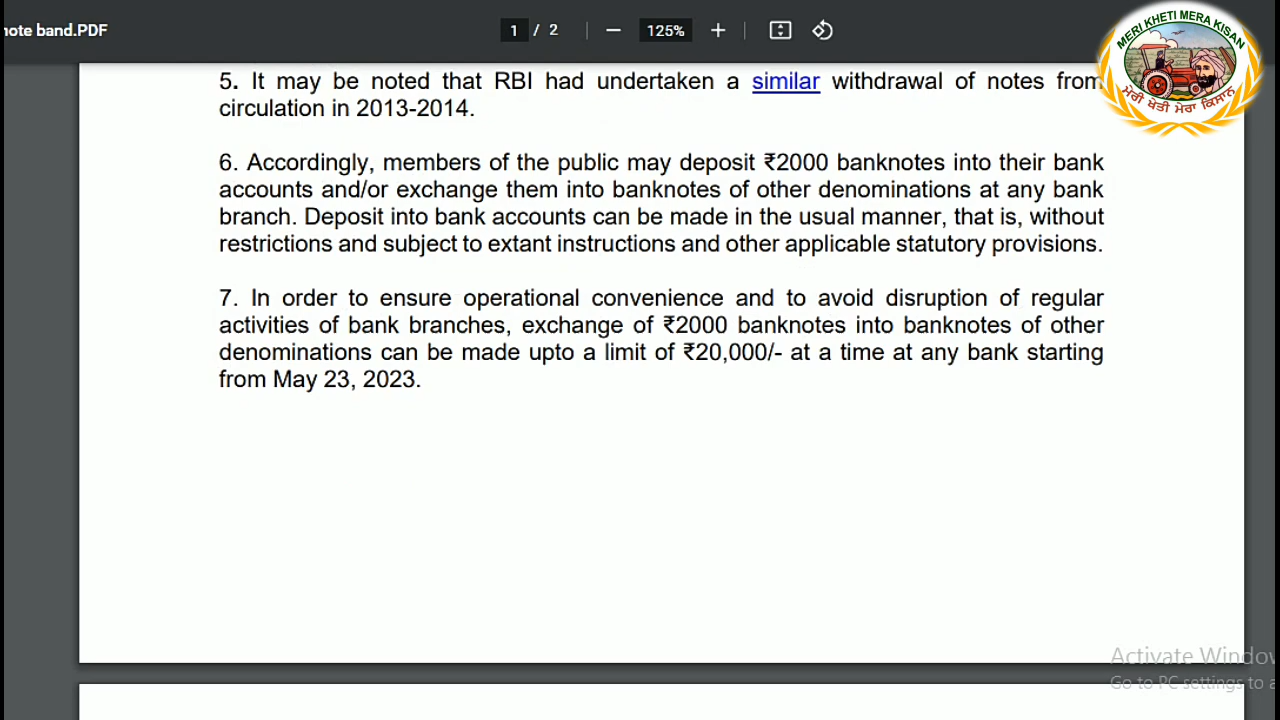 note band.PDF
1 / 2
125%
MERI KHETI MERA KISAN
ਮੇਰੀ ਖੇਤੀ ਮੇਰਾ ਕਿਸਾਨ
5. It may be noted that RBI had undertaken a similar withdrawal of notes from
circulation in 2013-2014.
6. Accordingly, members of the public may deposit ₹2000 banknotes into their bank
accounts and/or exchange them into banknotes of other denominations at any bank
branch. Deposit into bank accounts can be made in the usual manner, that is, without
restrictions and subject to extant instructions and other applicable statutory provisions.
7. In order to ensure operational convenience and to avoid disruption of regular
activities of bank branches, exchange of ₹2000 banknotes into banknotes of other
denominations can be made upto a limit of ₹20,000/- at a time at any bank starting
from May 23, 2023.
Activate Window
Go to PC settings to a